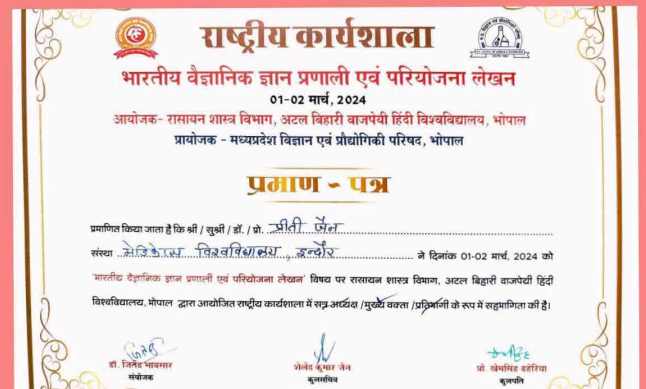 राष्ट्रीय कार्यशाला
भारतीय वैज्ञानिक ज्ञान प्रणाली एवं परियोजना लेखन
01-02 मार्च, 2024
आयोजक- रसायन शास्त्र विभाग, अटल बिहारी वाजपेयी हिंदी विश्वविद्यालय, भोपाल
प्रायोजक - मध्यप्रदेश विज्ञान एवं प्रौद्योगिकी परिषद, भोपाल
प्रमाण - पत्र
प्रमाणित किया जाता है कि श्री / सुश्री / डॉ. / प्रो. प्रीती जैन
संस्था मेडिकेप्स विश्वविद्यालय, इन्दौर ने दिनांक 01-02 मार्च, 2024 को
'भारतीय वैज्ञानिक ज्ञान प्रणाली एवं परियोजना लेखन' विषय पर रसायन शास्त्र विभाग, अटल बिहारी वाजपेयी हिंदी
विश्वविद्यालय, भोपाल द्वारा आयोजित राष्ट्रीय कार्यशाला में सत्र अध्यक्ष /मुख्य वक्ता /प्रतिभागी के रूप में सहभागिता की है।
डॉ. जितेंद्र भावसार
संयोजक
शैलेंद्र कुमार जैन
कुलसचिव
प्रो. खेमसिंह डहेरिया
कुलपति